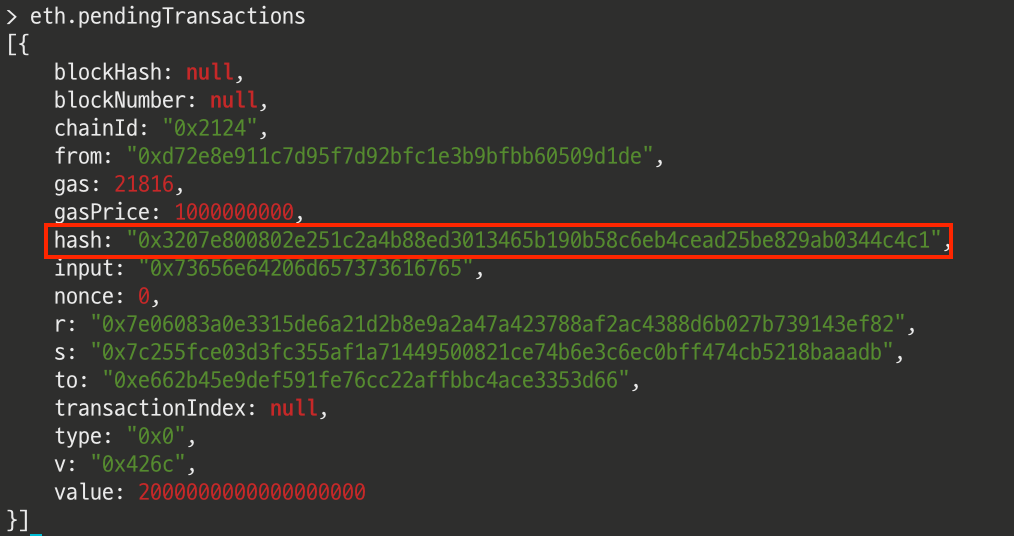 > eth.pendingTransactions
[{
blockHash: null,
blockNumber: null,
chainId: "0x2124",
from: "0xd72e8e911c7d95f7d92bfc1e3b9bfbb60509d1de",
gas: 21816,
gasPrice: 1000000000,
hash: "0x3207e800802e251c2a4b88ed3013465b190b58c6eb4cead25be829ab0344c4c1",
input: "0x73656e64206d657373616765",
nonce: 0,
r: "0x7e06083a0e3315de6a21d2b8e9a2a47a423788af2ac4388d6b027b739143ef82",
s: "0x7c255fce03d3fc355af1a71449500821ce74b6e3c6ec0bff474cb5218baaadb",
to: "0xe662b45e9def591fe76cc22affbbc4ace3353d66",
transactionIndex: null,
type: "0x0",
v: "0x426c",
value: 2000000000000000000
}]